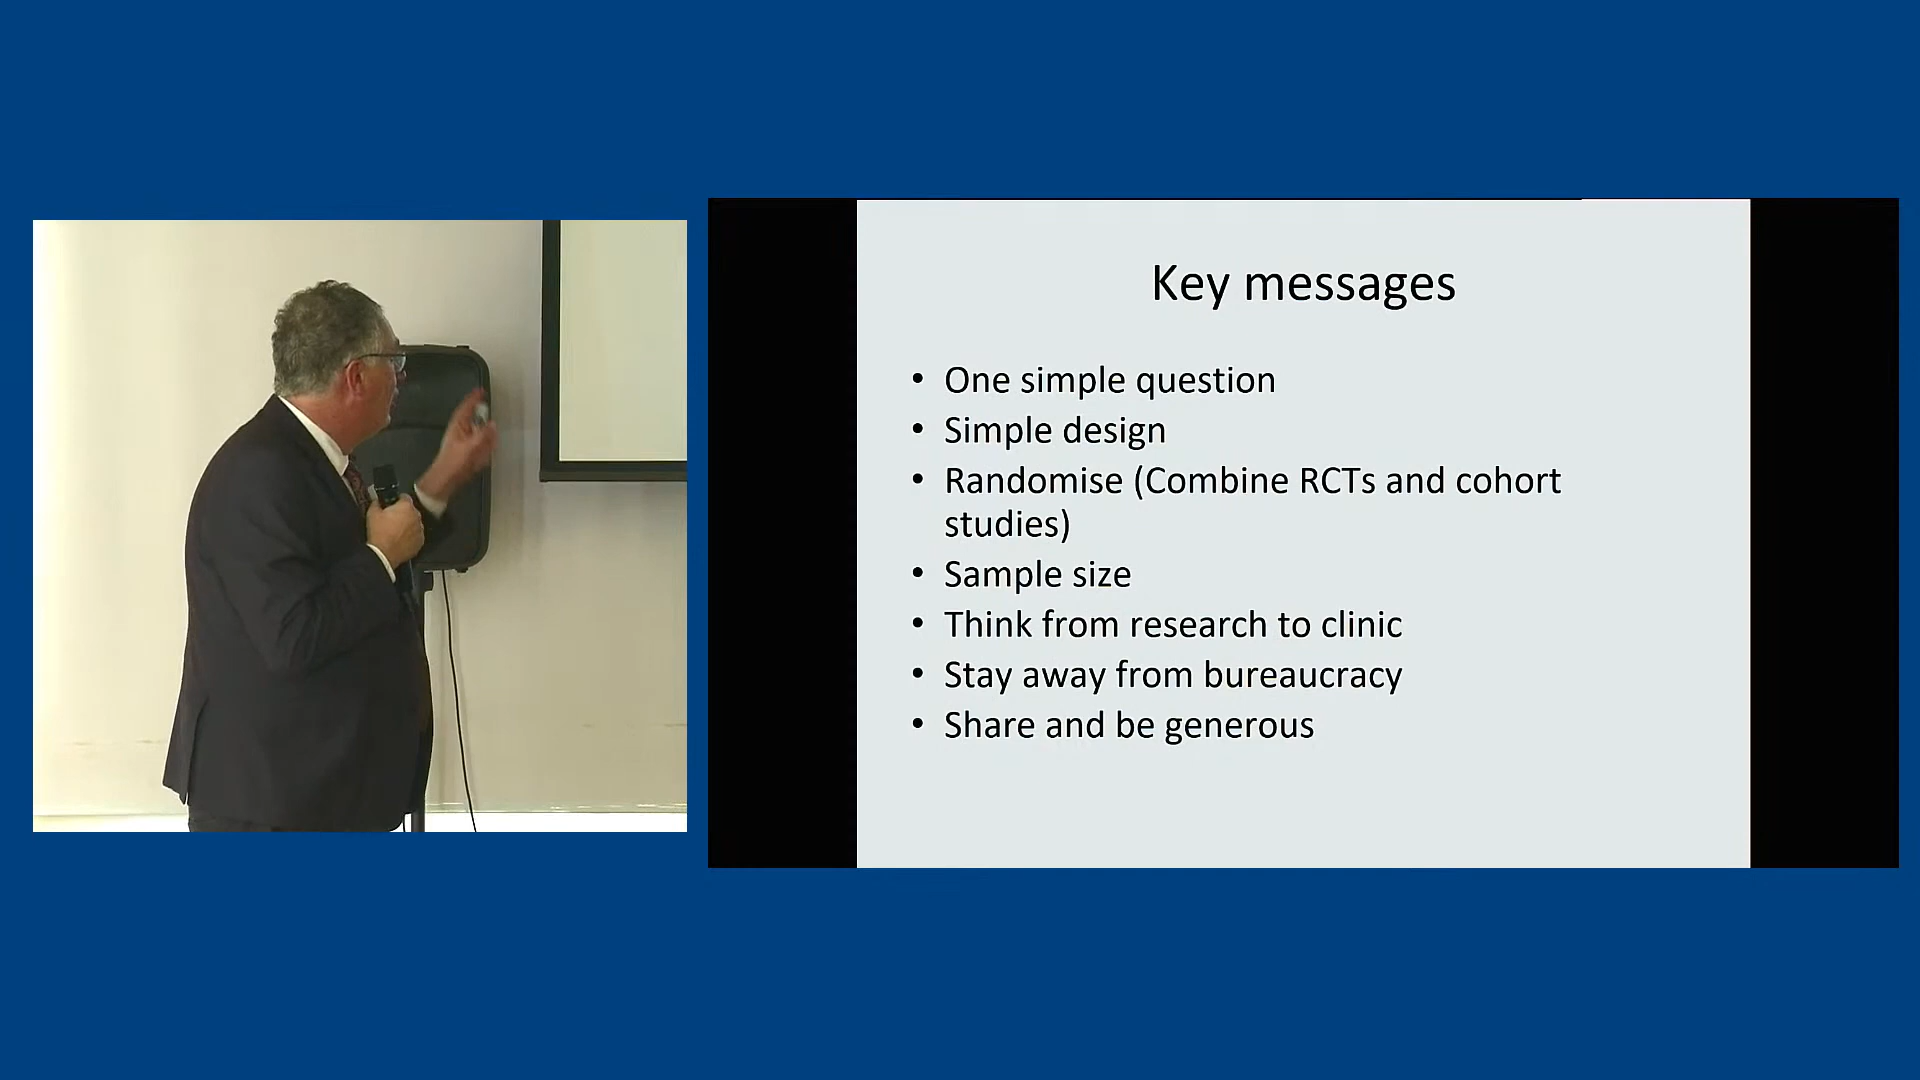 Key messages
• One simple question
• Simple design
• Randomise (Combine RCTs and cohort
studies)
• Sample size
• Think from research to clinic
• Stay away from bureaucracy
• Share and be generous